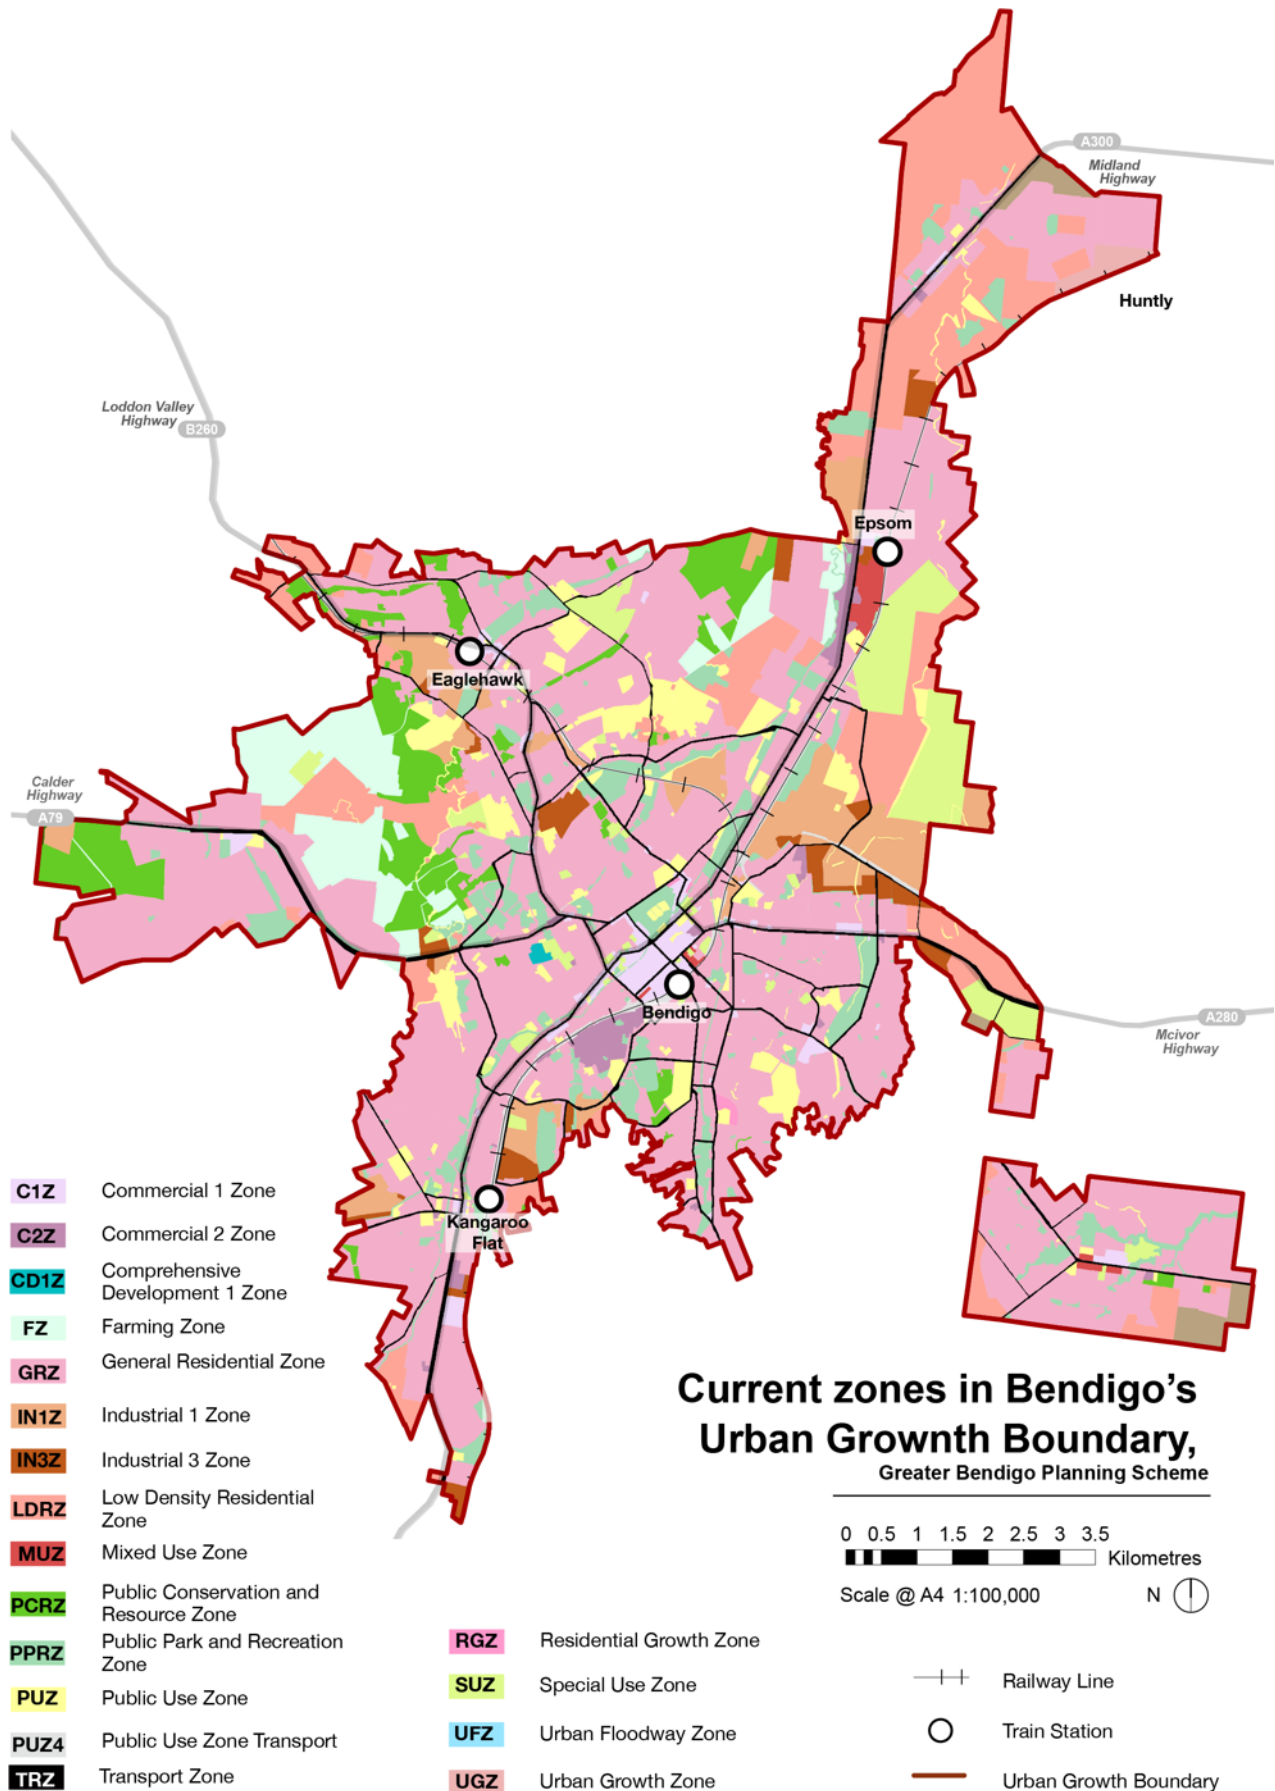 A300
Midland
Highway
Huntly
Loddon Valley
Highway
B260
Epsom
Eaglehawk
Calder
Highway
A79
Bendigo
A280
Mcivor
Highway
Kangaroo
Flat
C1Z Commercial 1 Zone
C2Z Commercial 2 Zone
CD1Z Comprehensive
Development 1 Zone
FZ Farming Zone
GRZ General Residential Zone
IN1Z Industrial 1 Zone
IN3Z Industrial 3 Zone
LDRZ Low Density Residential
Zone
MUZ Mixed Use Zone
PCRZ Public Conservation and
Resource Zone
PPRZ Public Park and Recreation
Zone
PUZ Public Use Zone
PUZ4 Public Use Zone Transport
TRZ Transport Zone
RGZ Residential Growth Zone
SUZ Special Use Zone
UFZ Urban Floodway Zone
UGZ Urban Growth Zone
Current zones in Bendigo’s
Urban Grownth Boundary,
Greater Bendigo Planning Scheme
0 0.5 1 1.5 2 2.5 3 3.5
Kilometres
Scale @ A4 1:100,000
N
Railway Line
Train Station
Urban Growth Boundary